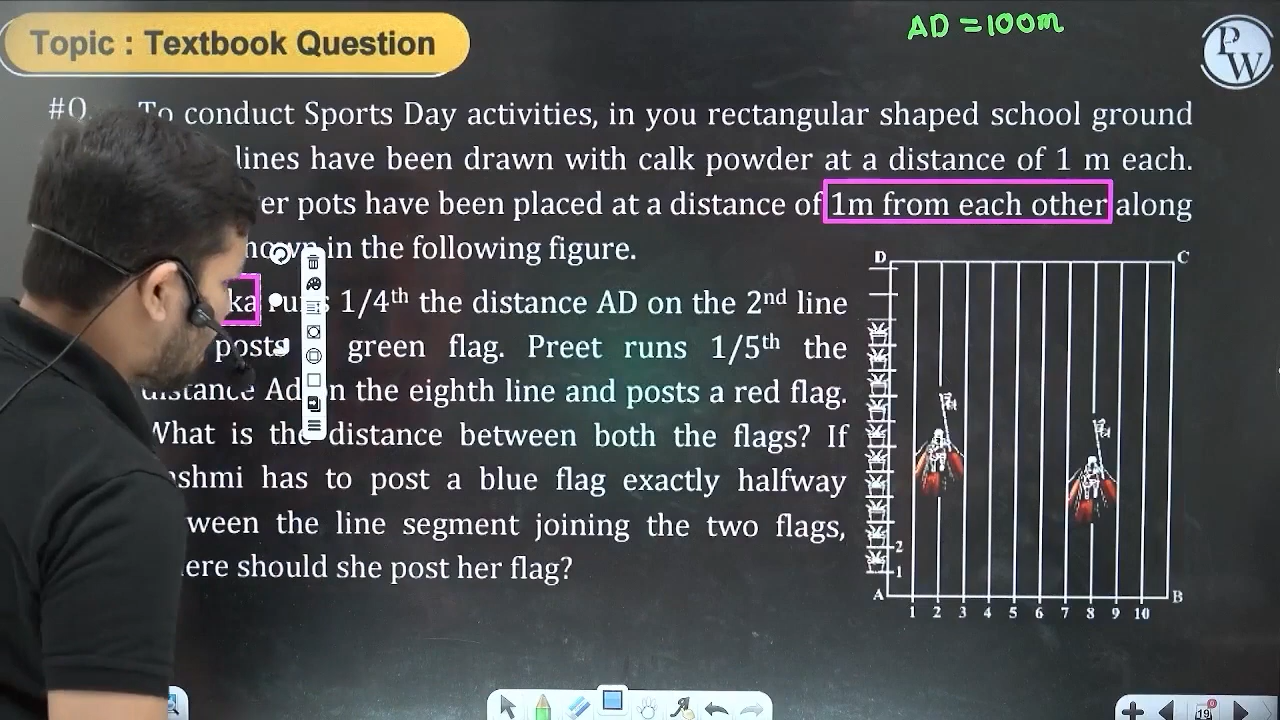 Topic : Textbook Question
AD = 100m
PW
#Q. To conduct Sports Day activities, in you rectangular shaped school ground
lines have been drawn with calk powder at a distance of 1 m each.
pots have been placed at a distance of 1m from each other along
in the following figure.
1/4th the distance AD on the 2nd line
posts green flag. Preet runs 1/5th the
distance Ad on the eighth line and posts a red flag.
What is the distance between both the flags? If
has to post a blue flag exactly halfway
the line segment joining the two flags,
should she post her flag?
D C
2
1
A B
1 2 3 4 5 6 7 8 9 10
19